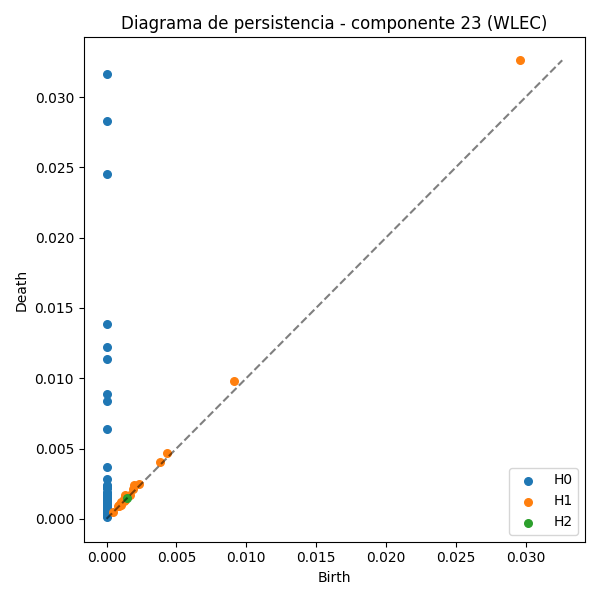 Diagrama de persistencia - componente 23 (WLEC)
Death
0.030
0.025
0.020
0.015
0.010
0.005
0.000
0.000 0.005 0.010 0.015 0.020 0.025 0.030
Birth
H0
H1
H2